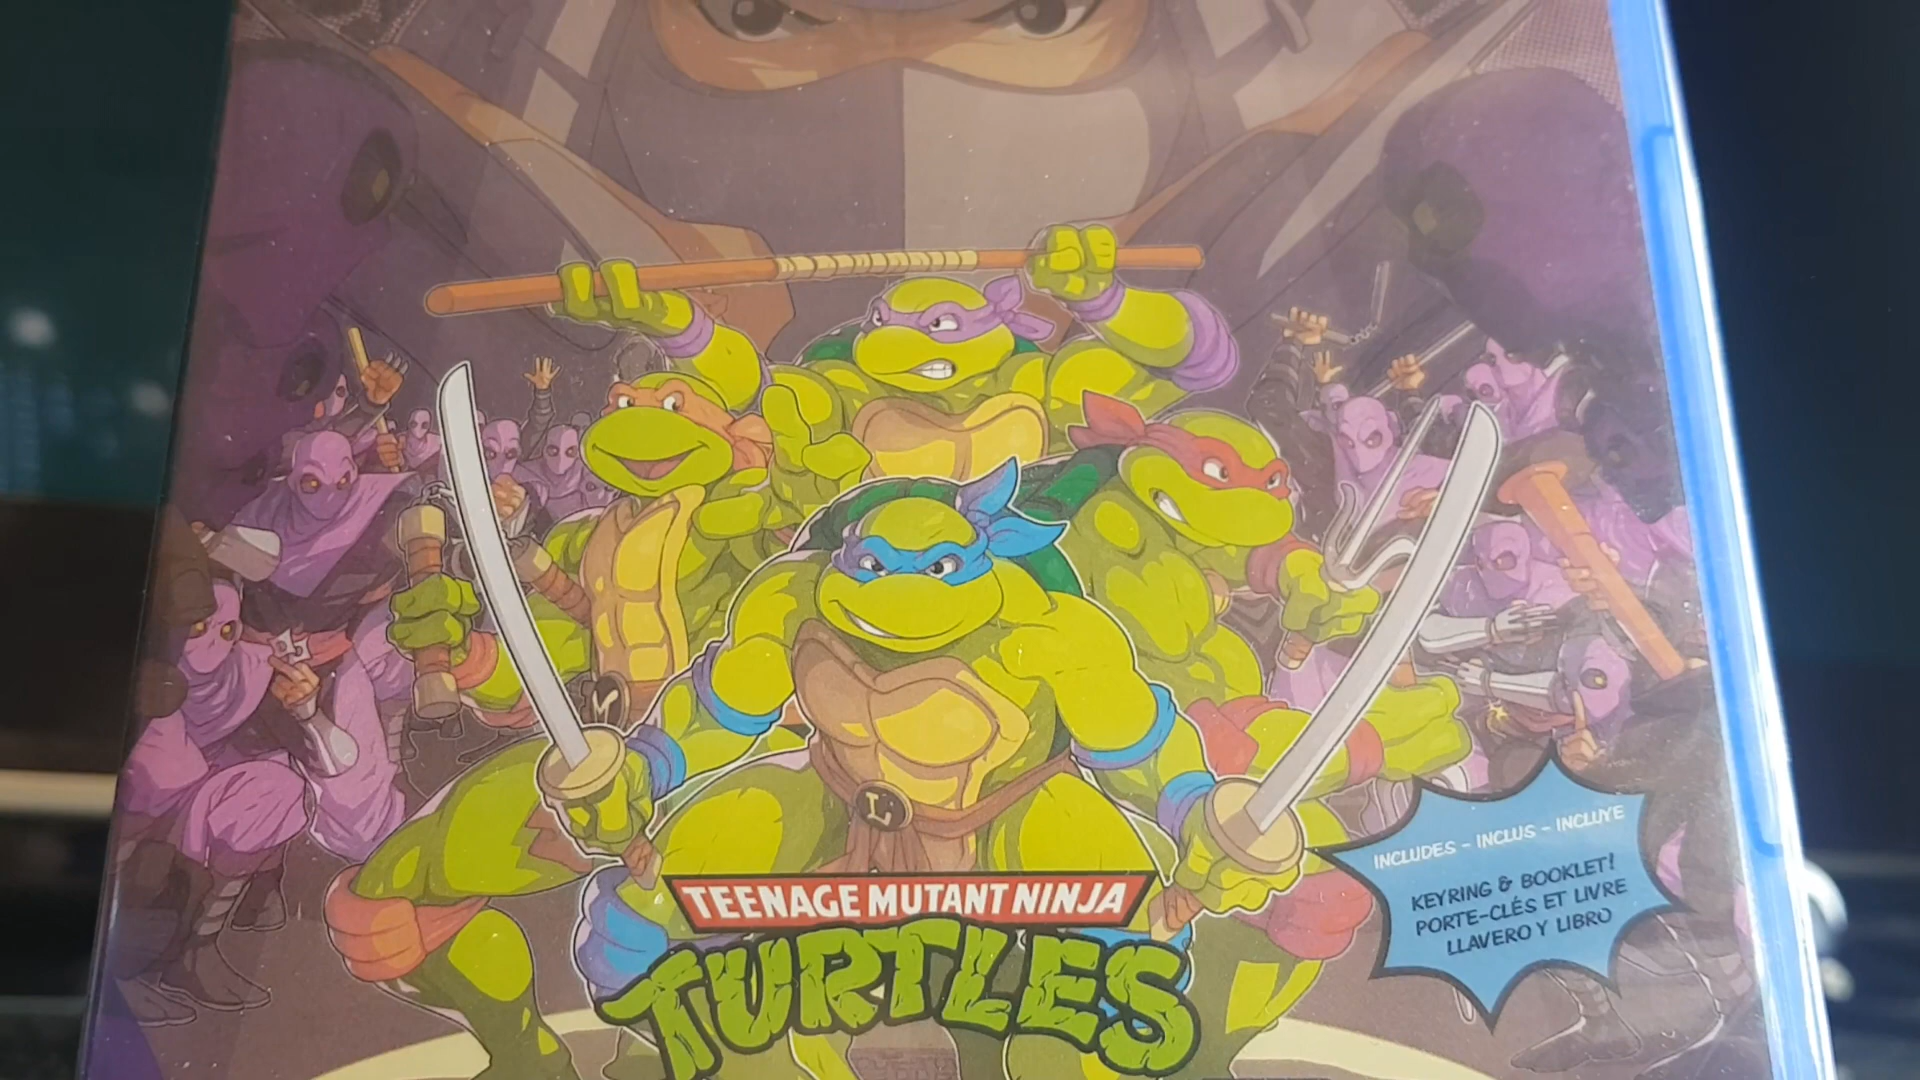 L
TEENAGE MUTANT NINJA
TURTLES
INCLUDES - INCLUS - INCLUYE
KEYRING & BOOKLET!
PORTE-CLÉS ET LIVRE
LLAVERO Y LIBRO